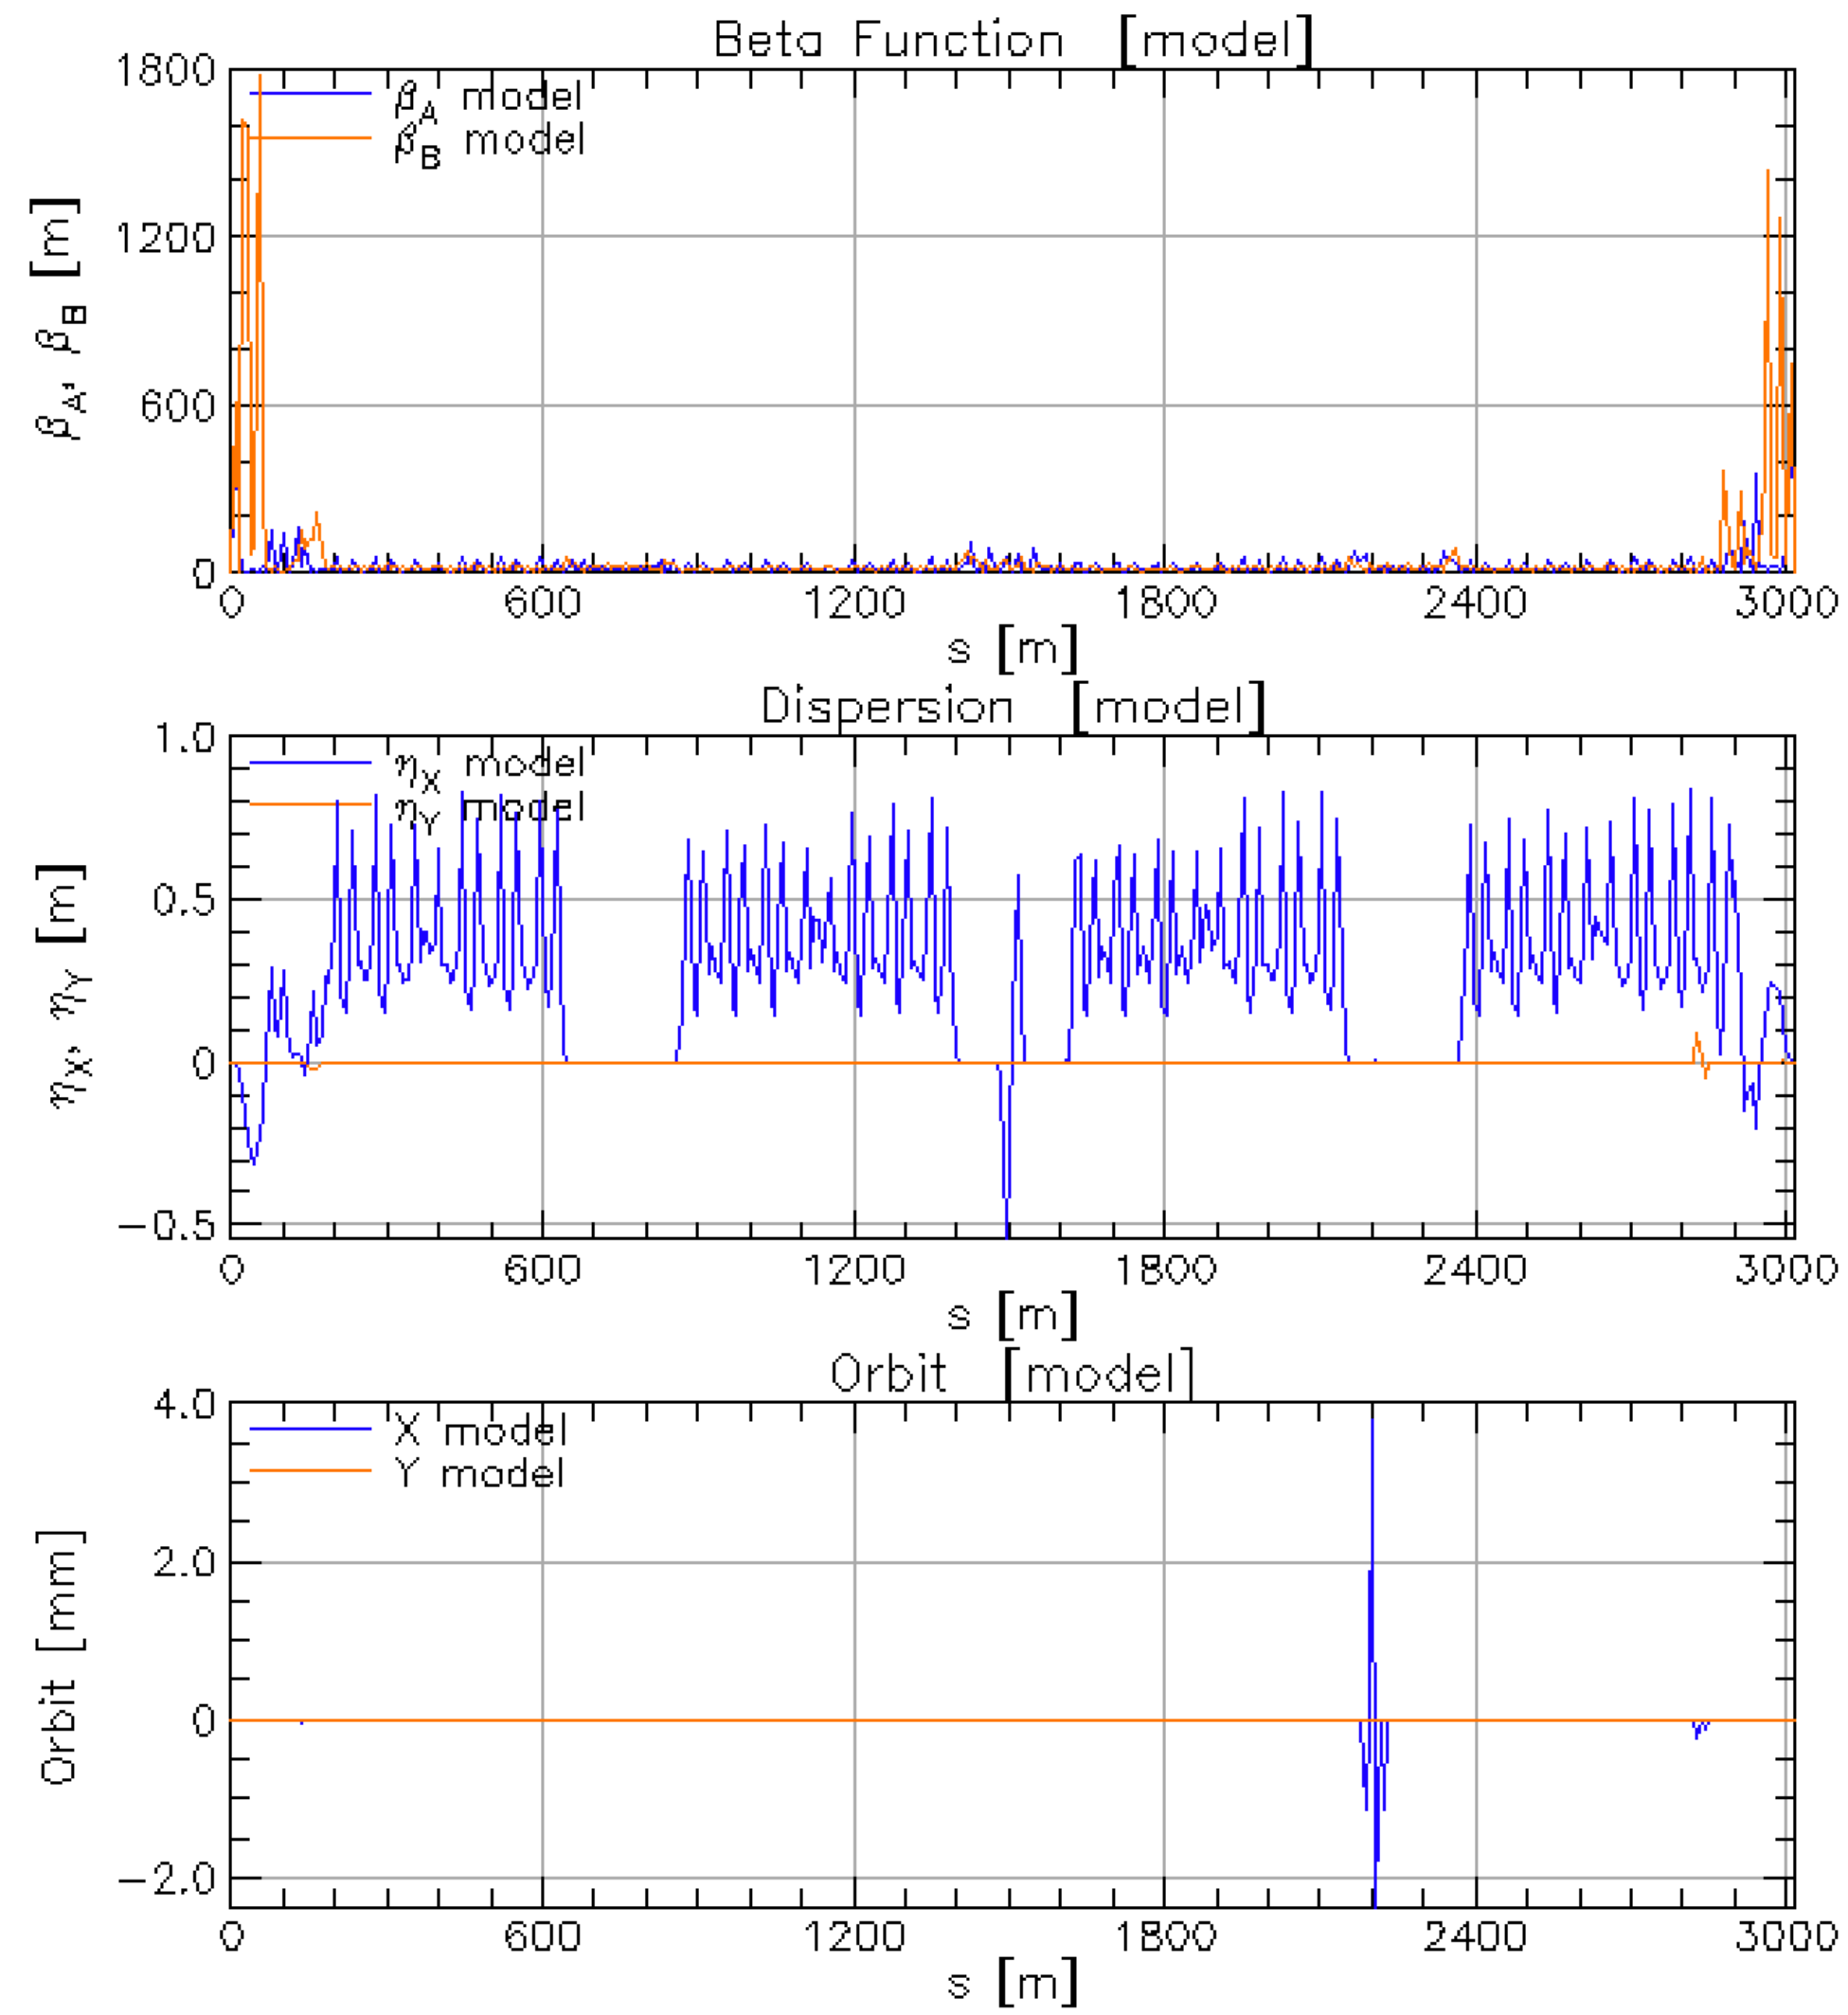 Beta Function [model]
1800
β_A model
β_B model
1200
600
0
β_A, β_B [m]
0 600 1200 1800 2400 3000
s [m]
Dispersion [model]
1.0
η_X model
η_Y model
0.5
0
-0.5
η_X, η_Y [m]
0 600 1200 1800 2400 3000
s [m]
Orbit [model]
4.0
X model
Y model
2.0
0
-2.0
Orbit [mm]
0 600 1200 1800 2400 3000
s [m]